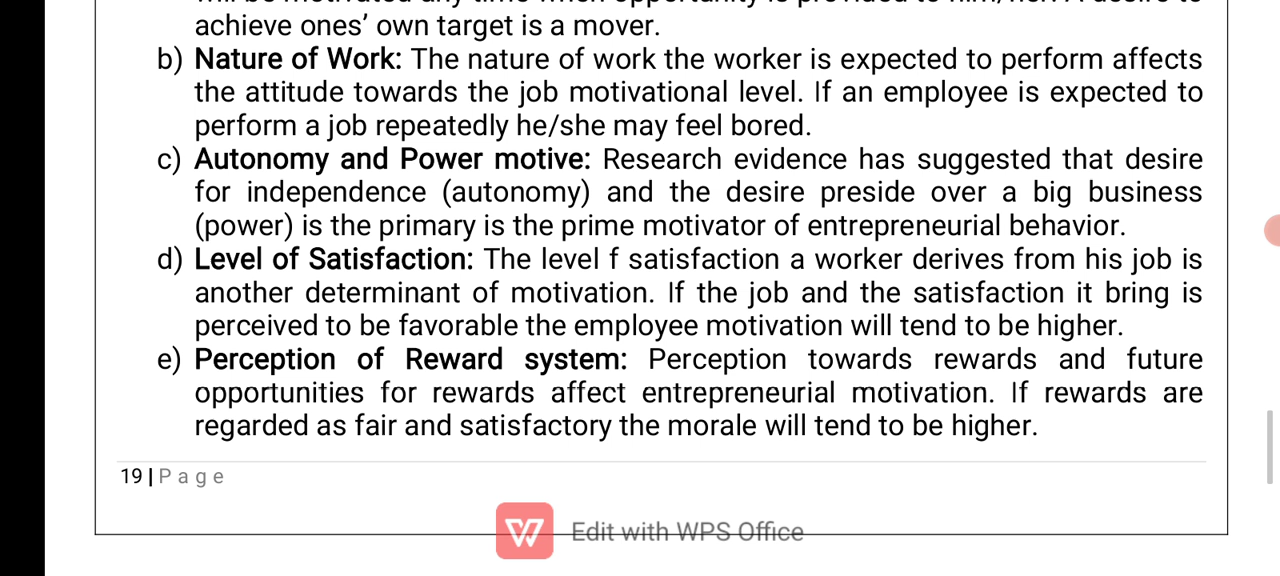 achieve ones' own target is a mover.
b) Nature of Work: The nature of work the worker is expected to perform affects
the attitude towards the job motivational level. If an employee is expected to
perform a job repeatedly he/she may feel bored.
c) Autonomy and Power motive: Research evidence has suggested that desire
for independence (autonomy) and the desire preside over a big business
(power) is the primary is the prime motivator of entrepreneurial behavior.
d) Level of Satisfaction: The level f satisfaction a worker derives from his job is
another determinant of motivation. If the job and the satisfaction it bring is
perceived to be favorable the employee motivation will tend to be higher.
e) Perception of Reward system: Perception towards rewards and future
opportunities for rewards affect entrepreneurial motivation. If rewards are
regarded as fair and satisfactory the morale will tend to be higher.
19 | P a g e
Edit with WPS Office